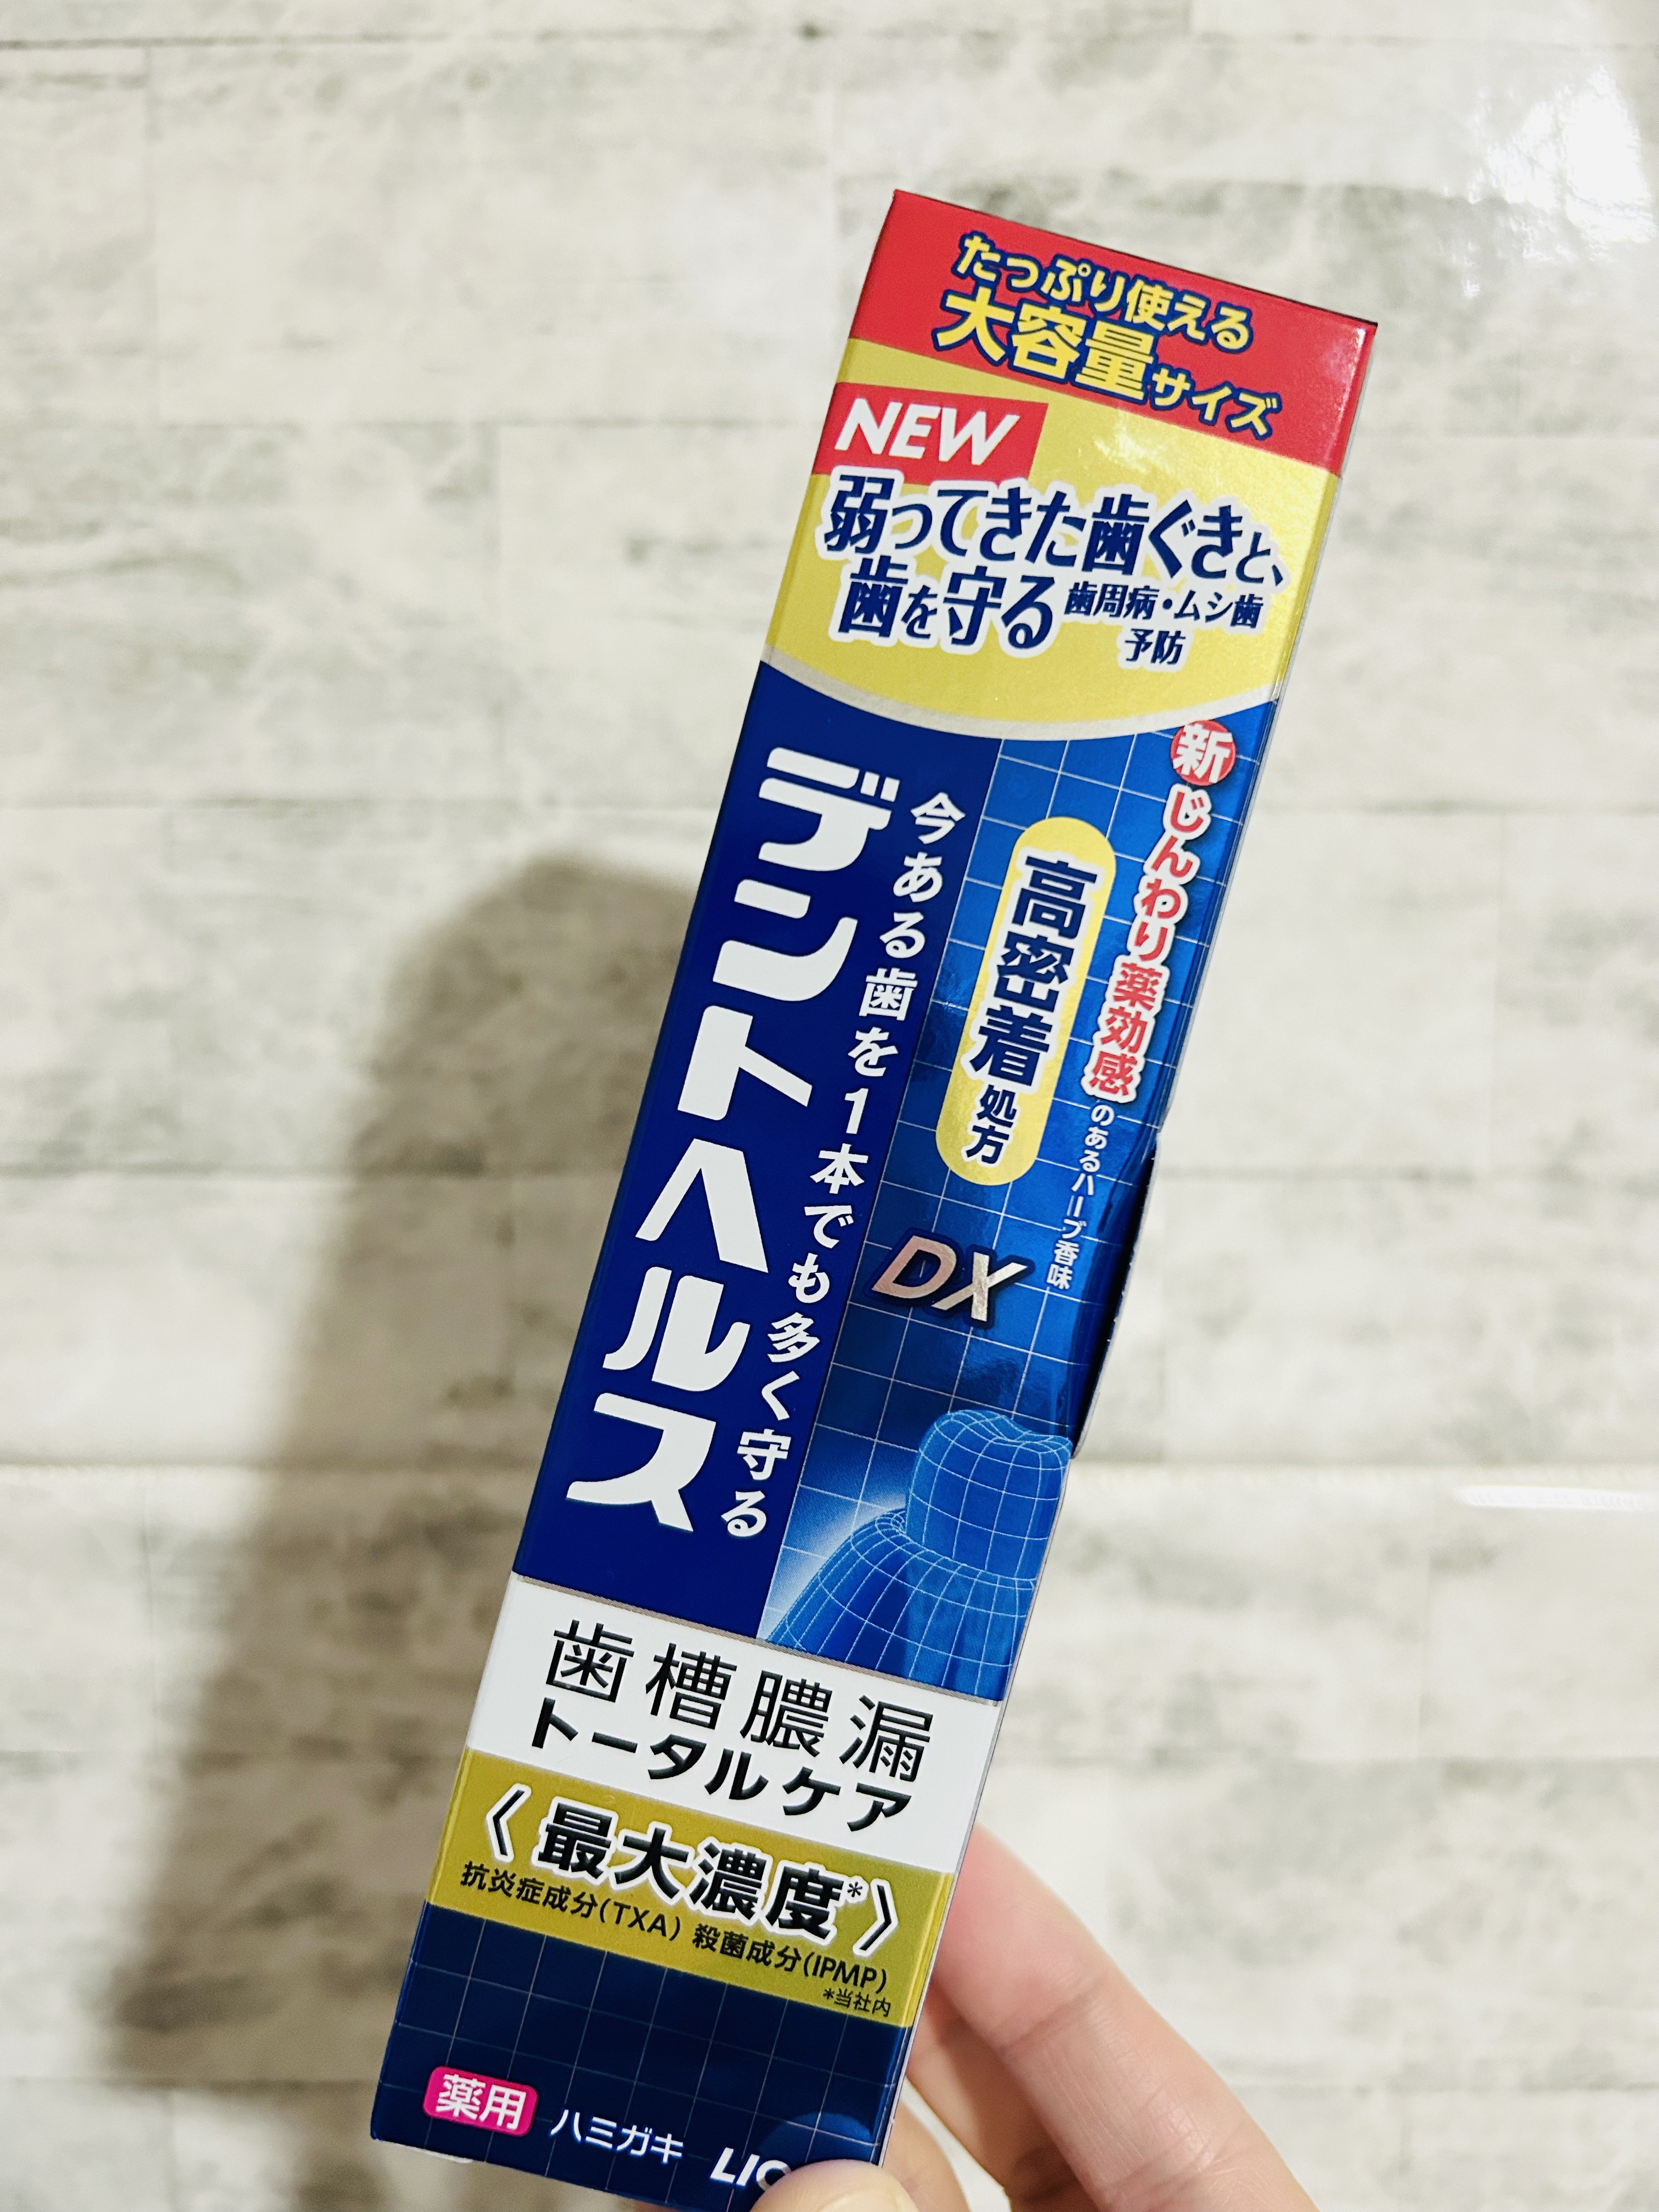 たっぷり使える
大容量サイズ
NEW
弱ってきた歯ぐきと、
歯を守る 歯周病・ムシ歯
予防
新 じんわり薬効感のあるハーブ香味
高密着処方
DX
今ある歯を1本でも多く守る
デントヘルス
歯槽膿漏
トータルケア
〈最大濃度*〉
抗炎症成分(TXA) 殺菌成分(IPMP)
*当社内
薬用 ハミガキ